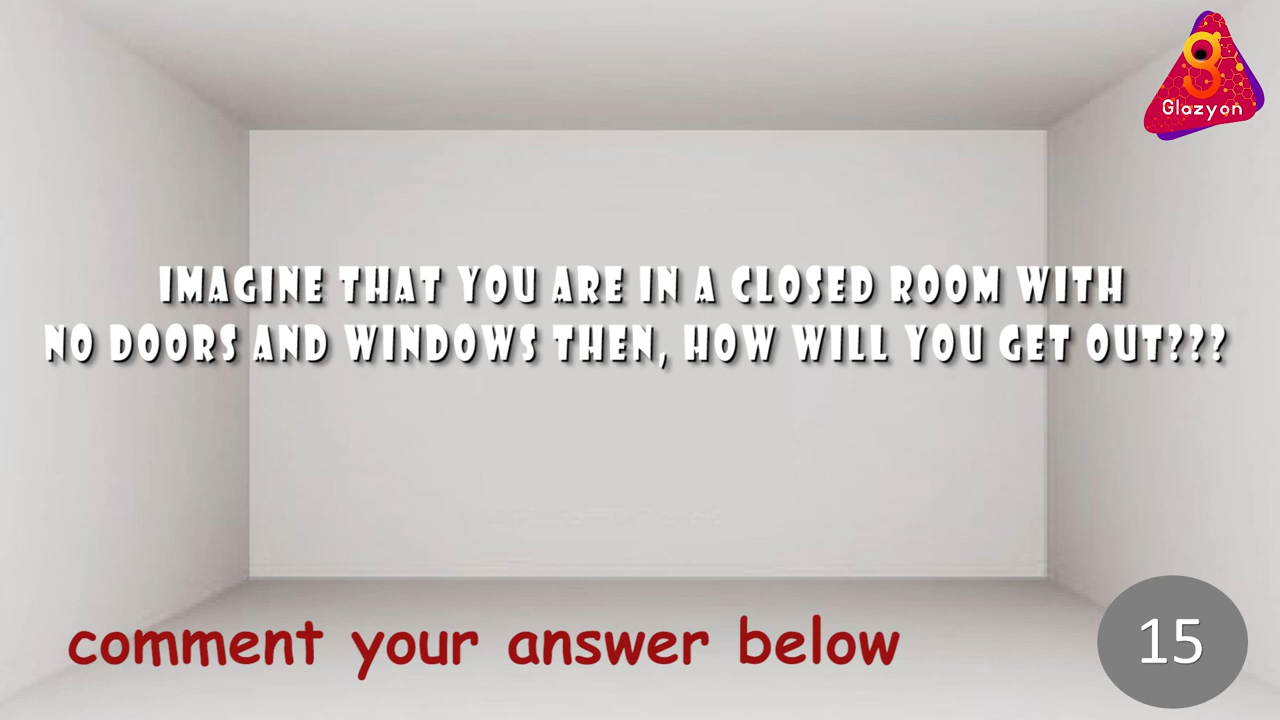 g
Glazyon
IMAGINE THAT YOU ARE IN A CLOSED ROOM WITH
NO DOORS AND WINDOWS THEN, HOW WILL YOU GET OUT???
comment your answer below
15